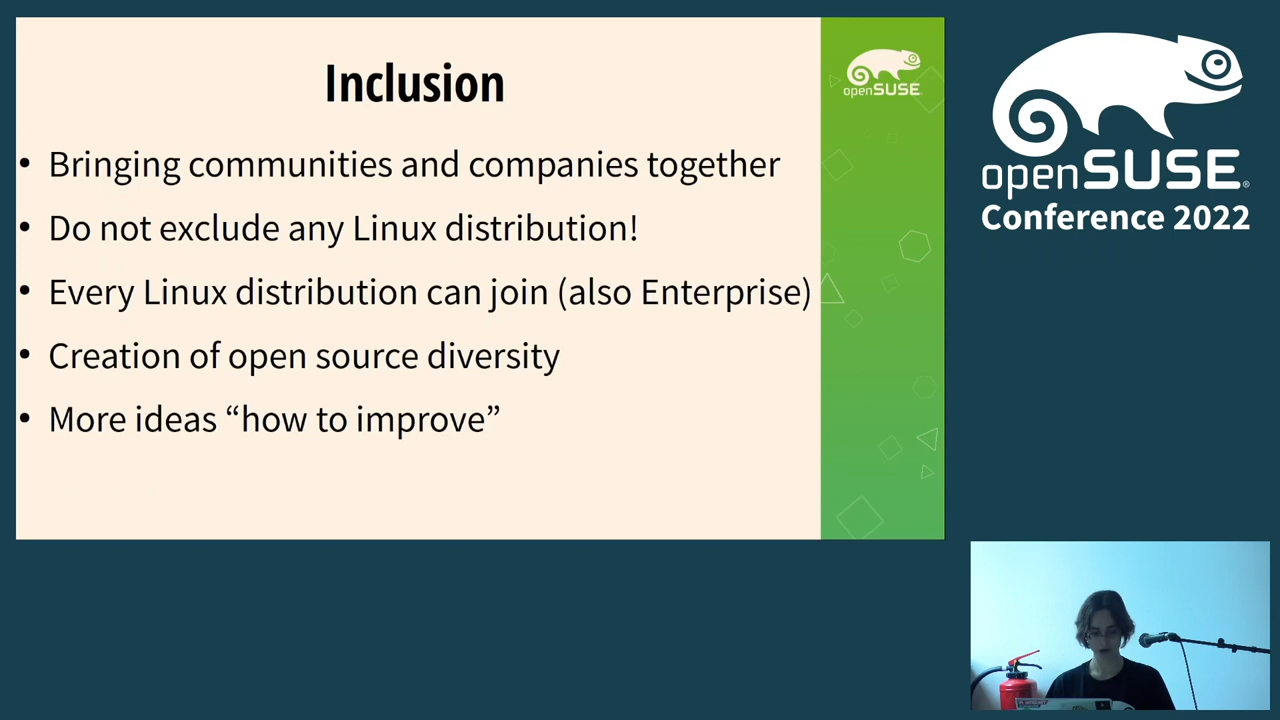 Inclusion
• Bringing communities and companies together
• Do not exclude any Linux distribution!
• Every Linux distribution can join (also Enterprise)
• Creation of open source diversity
• More ideas “how to improve”
openSUSE
openSUSE®
Conference 2022